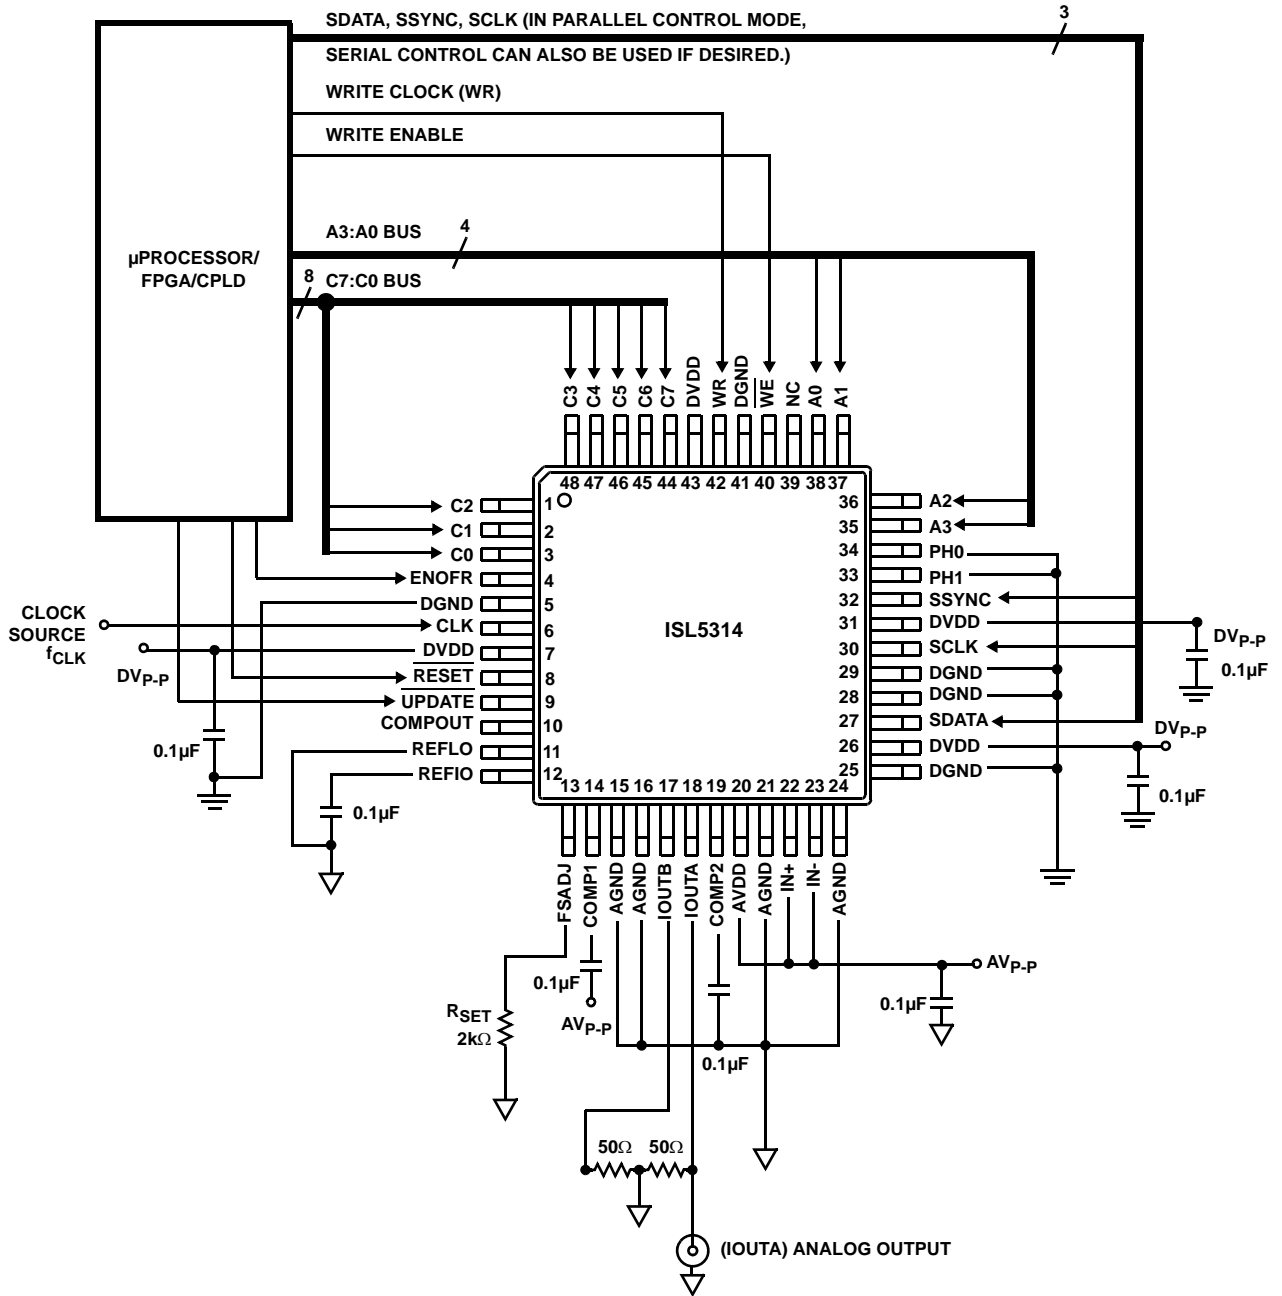 SDATA, SSYNC, SCLK (IN PARALLEL CONTROL MODE,
3
SERIAL CONTROL CAN ALSO BE USED IF DESIRED.)
WRITE CLOCK (WR)
WRITE ENABLE
A3:A0 BUS
4
µPROCESSOR/
FPGA/CPLD
8
C7:C0 BUS
C3
C4
C5
C6
C7
DVDD
WR
DGND
WE
NC
A0
A1
48 47 46 45 44 43 42 41 40 39 38 37
C2 1
C1 2
C0 3
ENOFR 4
DGND 5
CLK 6
DVDD 7
RESET 8
UPDATE 9
COMPOUT 10
REFLO 11
REFIO 12
CLOCK
SOURCE
fCLK
DVP-P
0.1µF
0.1µF
ISL5314
36 A2
35 A3
34 PH0
33 PH1
32 SSYNC
31 DVDD
30 SCLK
29 DGND
28 DGND
27 SDATA
26 DVDD
25 DGND
DVP-P
0.1µF
DVP-P
0.1µF
13 14 15 16 17 18 19 20 21 22 23 24
FSADJ
COMP1
AGND
AGND
IOUTB
IOUTA
COMP2
AVDD
AGND
IN+
IN-
AGND
0.1µF
AVP-P
RSET
2kΩ
0.1µF
AVP-P
0.1µF
50Ω 50Ω
(IOUTA) ANALOG OUTPUT